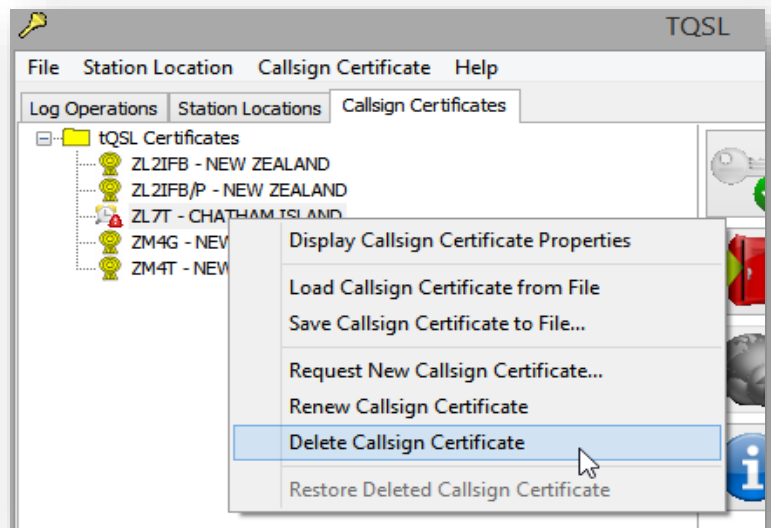 TQSL
File Station Location Callsign Certificate Help
Log Operations Station Locations Callsign Certificates
tQSL Certificates
ZL2IFB - NEW ZEALAND
ZL2IFB/P - NEW ZEALAND
ZL7T - CHATHAM ISLAND
ZM4G - NEW
ZM4T - NEW
Display Callsign Certificate Properties
Load Callsign Certificate from File
Save Callsign Certificate to File...
Request New Callsign Certificate...
Renew Callsign Certificate
Delete Callsign Certificate
Restore Deleted Callsign Certificate